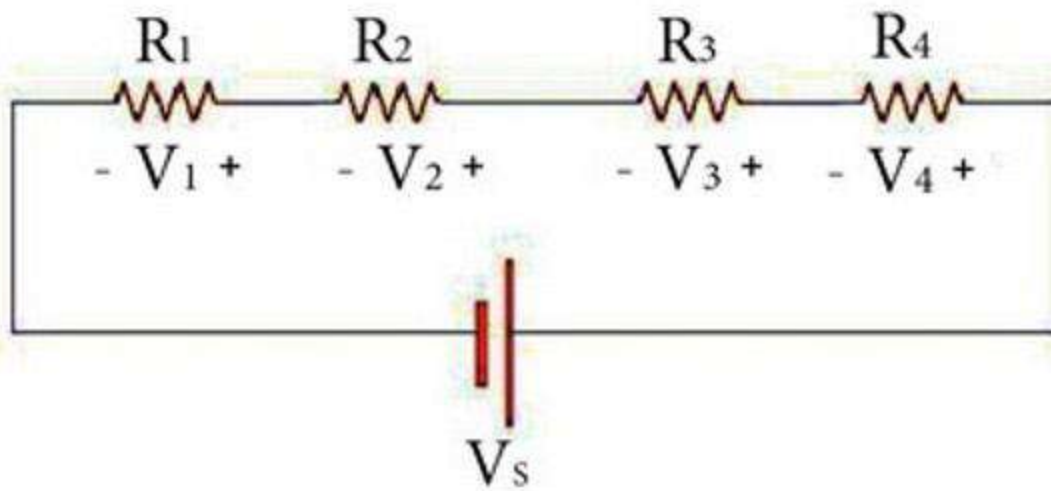 R1 R2 R3 R4
- V1 + - V2 + - V3 + - V4 +
Vs